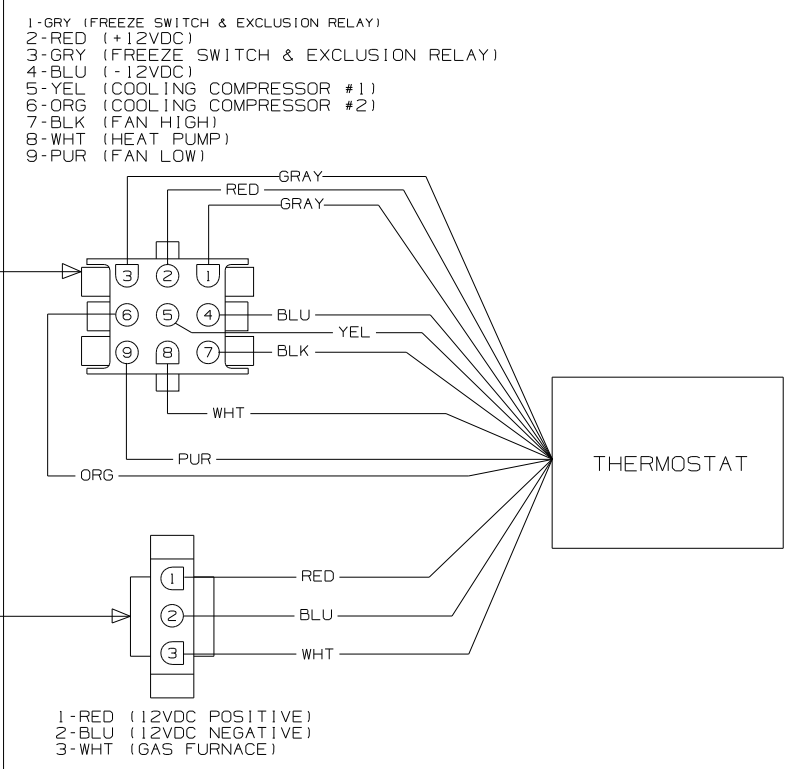 1-GRY (FREEZE SWITCH & EXCLUSION RELAY)
2-RED (+12VDC)
3-GRY (FREEZE SWITCH & EXCLUSION RELAY)
4-BLU (-12VDC)
5-YEL (COOLING COMPRESSOR #1)
6-ORG (COOLING COMPRESSOR #2)
7-BLK (FAN HIGH)
8-WHT (HEAT PUMP)
9-PUR (FAN LOW)
GRAY
RED
GRAY
3 2 1
6 5 4 BLU
YEL
9 8 7 BLK
WHT
PUR
THERMOSTAT
ORG
1 RED
2 BLU
3 WHT
1-RED (12VDC POSITIVE)
2-BLU (12VDC NEGATIVE)
3-WHT (GAS FURNACE)